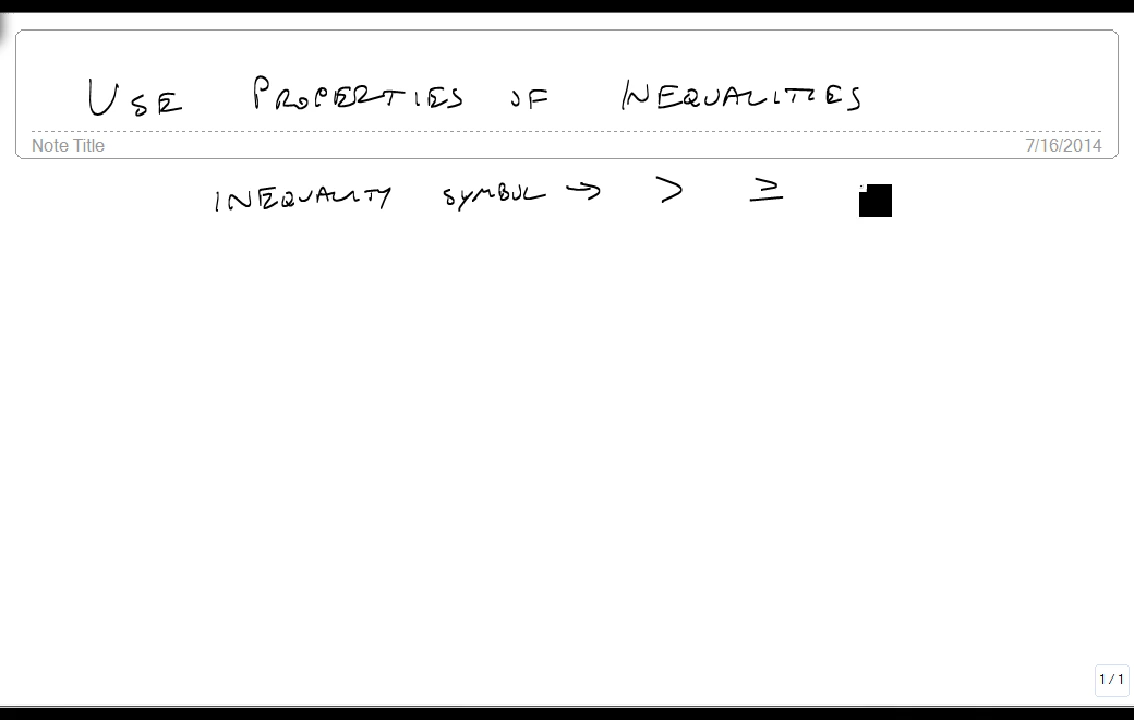 USE PROPERTIES OF INEQUALITIES
Note Title
7/16/2014
INEQUALITY SYMBOL → > ≥
1 / 1